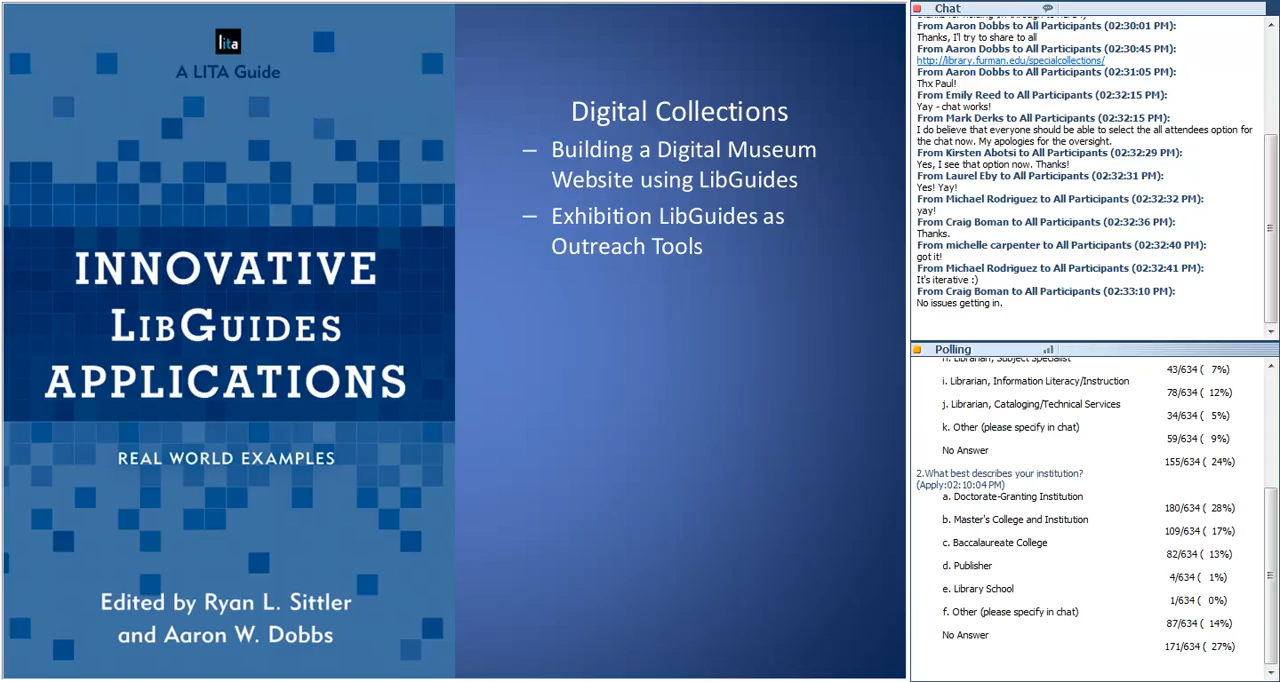 lita
A LITA Guide
INNOVATIVE
LIBGUIDES
APPLICATIONS
REAL WORLD EXAMPLES
Edited by Ryan L. Sittler
and Aaron W. Dobbs
Digital Collections
– Building a Digital Museum
Website using LibGuides
– Exhibition LibGuides as
Outreach Tools
Chat
From Aaron Dobbs to All Participants (02:30:01 PM):
Thanks, I'l try to share to all
From Aaron Dobbs to All Participants (02:30:45 PM):
http://library.furman.edu/specialcollections/
From Aaron Dobbs to All Participants (02:31:05 PM):
Thx Paul!
From Emily Reed to All Participants (02:32:15 PM):
Yay - chat works!
From Mark Derks to All Participants (02:32:15 PM):
I do believe that everyone should be able to select the all attendees option for
the chat now. My apologies for the oversight.
From Kirsten Abotsi to All Participants (02:32:29 PM):
Yes, I see that option now. Thanks!
From Laurel Eby to All Participants (02:32:31 PM):
Yes! Yay!
From Michael Rodriguez to All Participants (02:32:32 PM):
yay!
From Craig Boman to All Participants (02:32:36 PM):
Thanks.
From michelle carpenter to All Participants (02:32:40 PM):
got it!
From Michael Rodriguez to All Participants (02:32:41 PM):
It's iterative :)
From Craig Boman to All Participants (02:33:10 PM):
No issues getting in.
Polling
h. Librarian, Subject Specialist
43/634 ( 7%)
i. Librarian, Information Literacy/Instruction
78/634 ( 12%)
j. Librarian, Cataloging/Technical Services
34/634 ( 5%)
k. Other (please specify in chat)
59/634 ( 9%)
No Answer
155/634 ( 24%)
2.What best describes your institution?
(Apply:02:10:04 PM)
a. Doctorate-Granting Institution
180/634 ( 28%)
b. Master's College and Institution
109/634 ( 17%)
c. Baccalaureate College
82/634 ( 13%)
d. Publisher
4/634 ( 1%)
e. Library School
1/634 ( 0%)
f. Other (please specify in chat)
87/634 ( 14%)
No Answer
171/634 ( 27%)